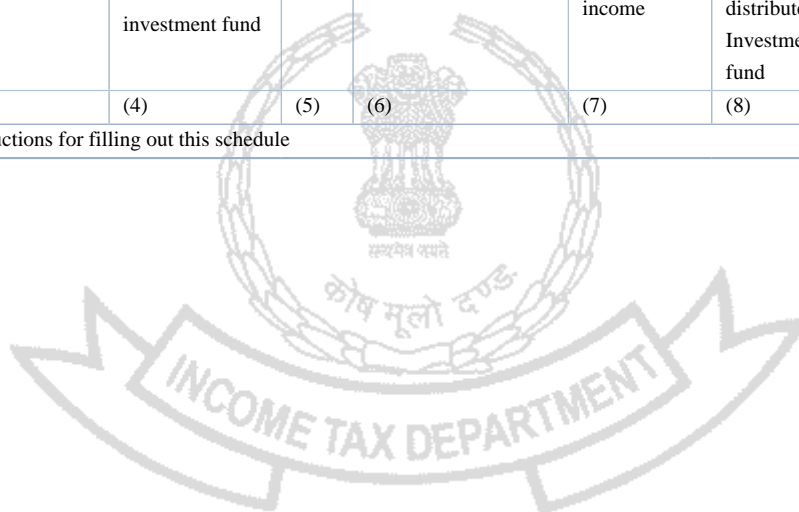 income
distribute
investment fund
Investme
fund
(4) (5) (6) (7) (8)
uctions for filling out this schedule
सत्यमेव जयते
कोष मूलो दण्डः
INCOME TAX DEPARTMENT